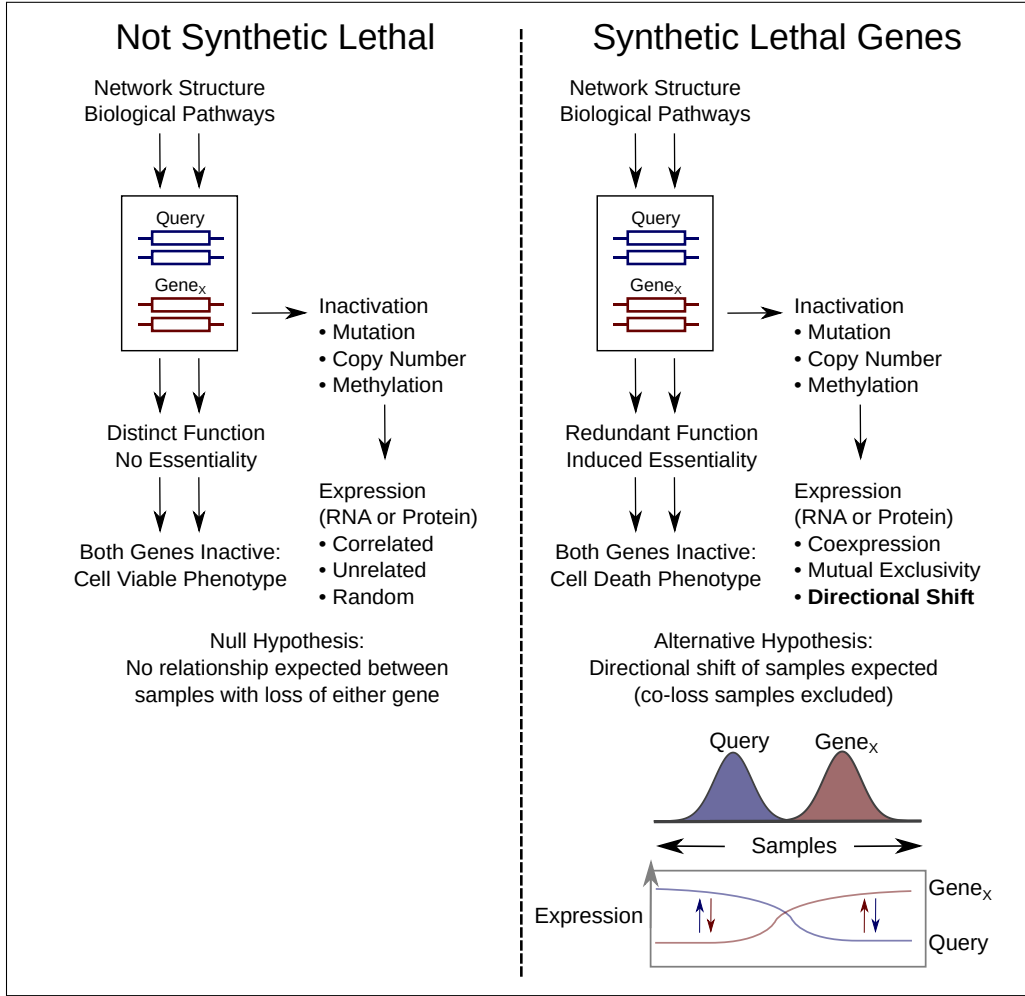 Not Synthetic Lethal
Network Structure
Biological Pathways
Query
Geneₓ
Inactivation
• Mutation
• Copy Number
• Methylation
Distinct Function
No Essentiality
Expression
(RNA or Protein)
• Correlated
• Unrelated
• Random
Both Genes Inactive:
Cell Viable Phenotype
Null Hypothesis:
No relationship expected between
samples with loss of either gene
Synthetic Lethal Genes
Network Structure
Biological Pathways
Query
Geneₓ
Inactivation
• Mutation
• Copy Number
• Methylation
Redundant Function
Induced Essentiality
Expression
(RNA or Protein)
• Coexpression
• Mutual Exclusivity
• Directional Shift
Both Genes Inactive:
Cell Death Phenotype
Alternative Hypothesis:
Directional shift of samples expected
(co-loss samples excluded)
Query
Geneₓ
Samples
Expression
Geneₓ
Query